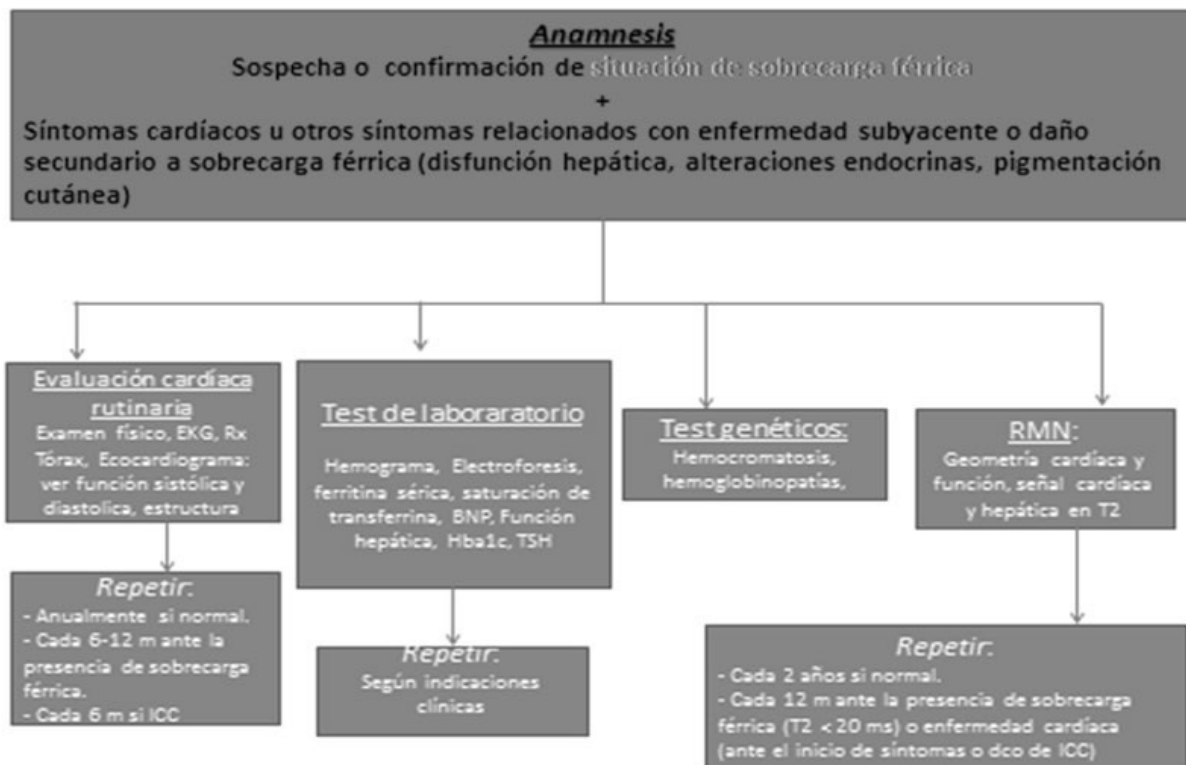 Anamnesis
Sospecha o confirmación de situación de sobrecarga férrica
+
Síntomas cardíacos u otros síntomas relacionados con enfermedad subyacente o daño
secundario a sobrecarga férrica (disfunción hepática, alteraciones endocrinas, pigmentación
cutánea)
Evaluación cardíaca
rutinaria
Examen físico, EKG, Rx
Tórax, Ecocardiograma:
ver función sistólica y
diastolica, estructura
Repetir:
- Anualmente si normal.
- Cada 6-12 m ante la
presencia de sobrecarga
férrica.
- Cada 6 m si ICC
Test de laboraratorio
Hemograma, Electroforesis,
ferritina sérica, saturación de
transferrina, BNP, Función
hepática, Hba1c, TSH
Repetir:
Según indicaciones
clínicas
Test genéticos:
Hemocromatosis,
hemoglobinopatías,
RMN:
Geometría cardíaca y
función, señal cardíaca
y hepática en T2
Repetir:
- Cada 2 años si normal.
- Cada 12 m ante la presencia de sobrecarga
férrica (T2 < 20 ms) o enfermedad cardíaca
(ante el inicio de síntomas o dco de ICC)